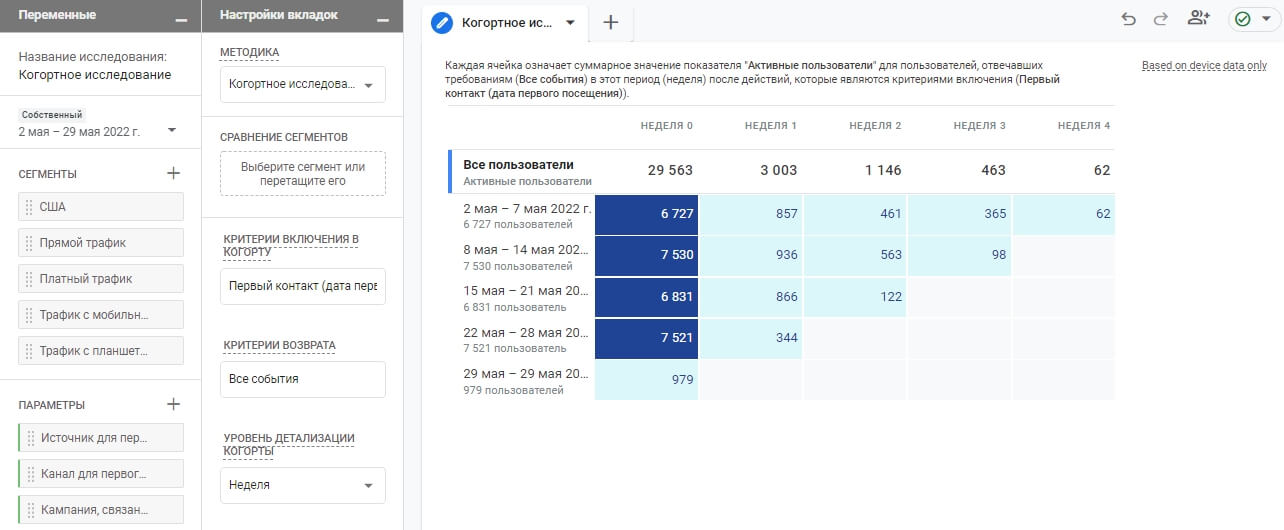 Переменные
Название исследования:
Когортное исследование
Собственный
2 мая – 29 мая 2022 г.
СЕГМЕНТЫ
США
Прямой трафик
Платный трафик
Трафик с мобильн...
Трафик с планшет...
ПАРАМЕТРЫ
Источник для пер...
Канал для первог...
Кампания, связан...
Настройки вкладок
МЕТОДИКА
Когортное исследова...
СРАВНЕНИЕ СЕГМЕНТОВ
Выберите сегмент или
перетащите его
КРИТЕРИИ ВКЛЮЧЕНИЯ В
КОГОРТУ
Первый контакт (дата перв
КРИТЕРИИ ВОЗВРАТА
Все события
УРОВЕНЬ ДЕТАЛИЗАЦИИ
КОГОРТЫ
Неделя
Когортное ис...
Каждая ячейка означает суммарное значение показателя "Активные пользователи" для пользователей, отвечавших
требованиям (Все события) в этот период (неделя) после действий, которые являются критериями включения (Первый
контакт (дата первого посещения)).
Based on device data only
НЕДЕЛЯ 0 НЕДЕЛЯ 1 НЕДЕЛЯ 2 НЕДЕЛЯ 3 НЕДЕЛЯ 4
Все пользователи
Активные пользователи
29 563 3 003 1 146 463 62
2 мая – 7 мая 2022 г.
6 727 пользователей
6 727 857 461 365 62
8 мая – 14 мая 202...
7 530 пользователей
7 530 936 563 98
15 мая – 21 мая 20...
6 831 пользователь
6 831 866 122
22 мая – 28 мая 20...
7 521 пользователь
7 521 344
29 мая – 29 мая 20...
979 пользователей
979